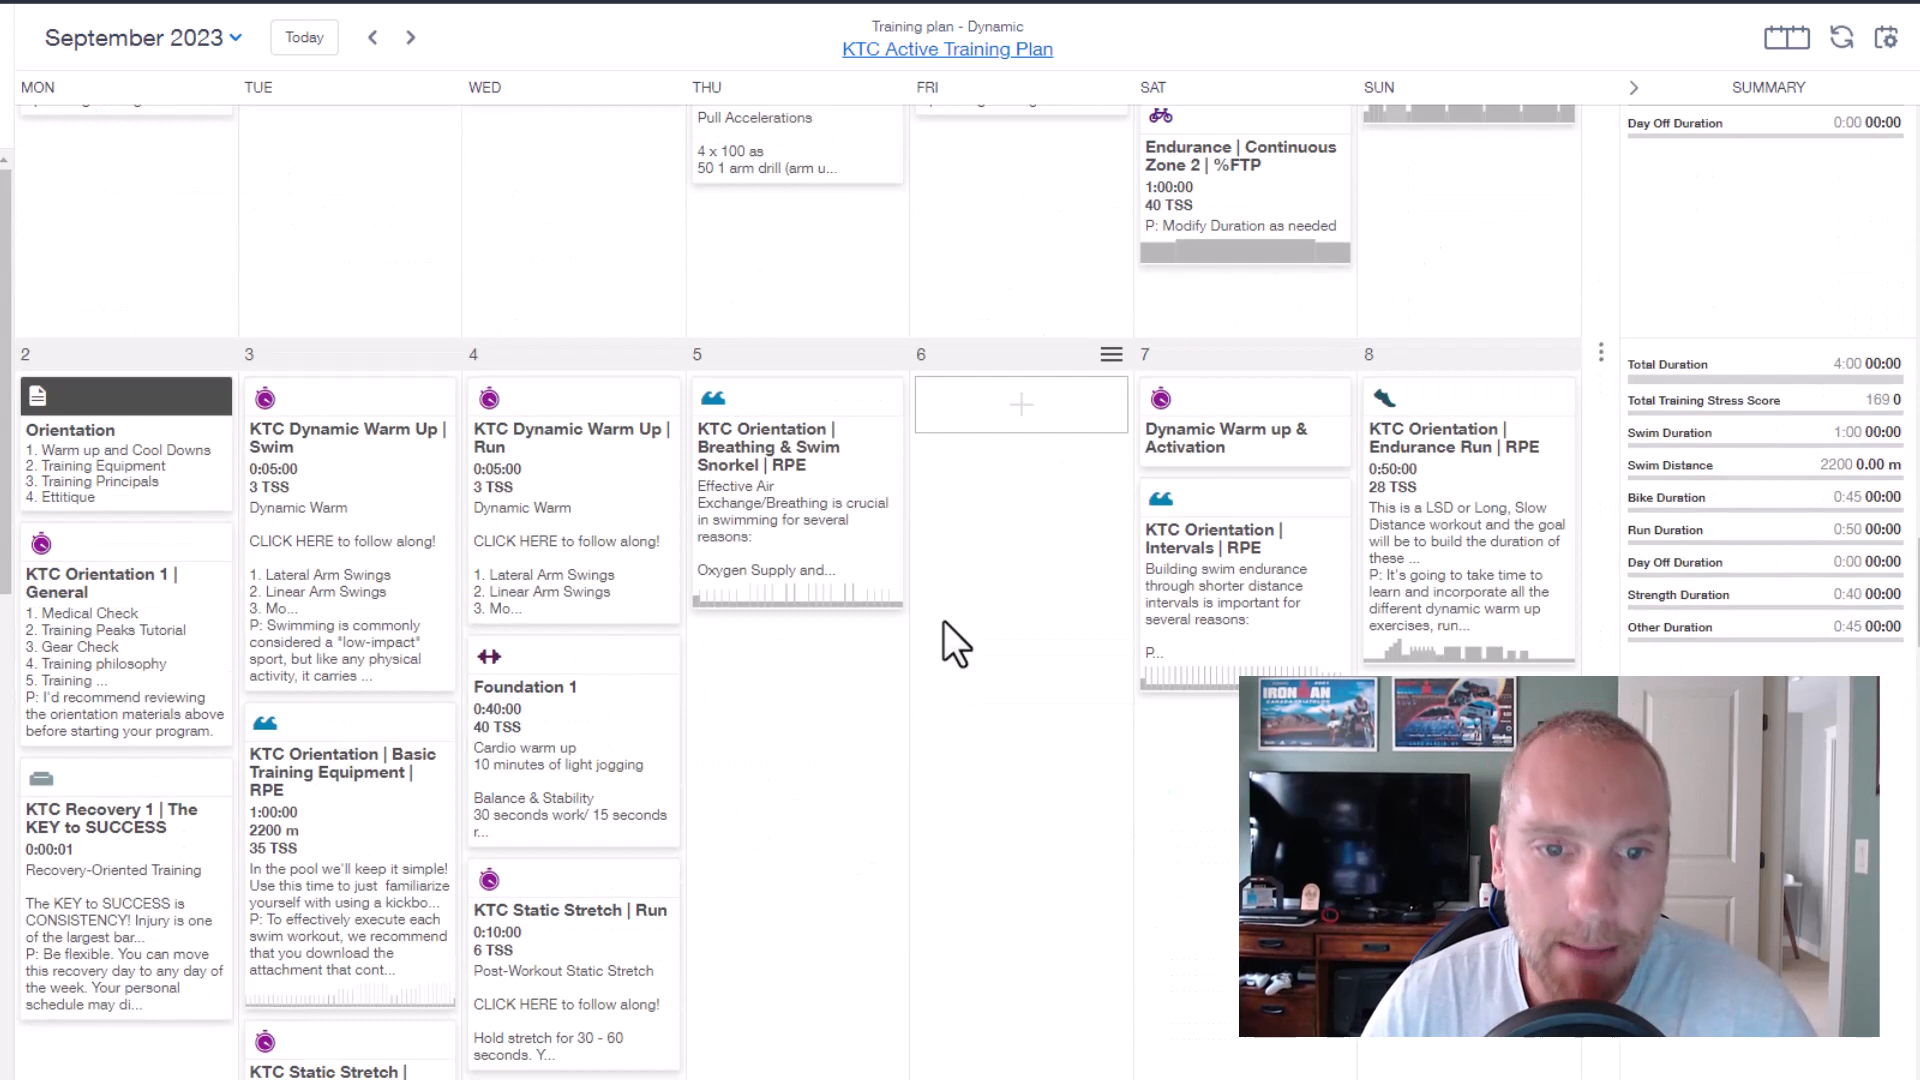 September 2023
Today
Training plan - Dynamic
KTC Active Training Plan
MON
TUE
WED
THU
FRI
SAT
SUN
SUMMARY
Pull Accelerations
4 x 100 as
50 1 arm drill (arm u...
Endurance | Continuous
Zone 2 | %FTP
1:00:00
40 TSS
P: Modify Duration as needed
Day Off Duration 0:00 00:00
2
3
4
5
6
7
8
Orientation
1. Warm up and Cool Downs
2. Training Equipment
3. Training Principals
4. Ettitique
KTC Orientation 1 |
General
1. Medical Check
2. Training Peaks Tutorial
3. Gear Check
4. Training philosophy
5. Training ...
P: I'd recommend reviewing
the orientation materials above
before starting your program.
KTC Recovery 1 | The
KEY to SUCCESS
0:00:01
Recovery-Oriented Training
The KEY to SUCCESS is
CONSISTENCY! Injury is one
of the largest bar...
P: Be flexible. You can move
this recovery day to any day of
the week. Your personal
schedule may di...
KTC Dynamic Warm Up |
Swim
0:05:00
3 TSS
Dynamic Warm
CLICK HERE to follow along!
1. Lateral Arm Swings
2. Linear Arm Swings
3. Mo...
P: Swimming is commonly
considered a "low-impact"
sport, but like any physical
activity, it carries ...
KTC Orientation | Basic
Training Equipment |
RPE
1:00:00
2200 m
35 TSS
In the pool we'll keep it simple!
Use this time to just familiarize
yourself with using a kickbo...
P: To effectively execute each
swim workout, we recommend
that you download the
attachment that cont...
KTC Static Stretch |
KTC Dynamic Warm Up |
Run
0:05:00
3 TSS
Dynamic Warm
CLICK HERE to follow along!
1. Lateral Arm Swings
2. Linear Arm Swings
3. Mo...
Foundation 1
0:40:00
40 TSS
Cardio warm up
10 minutes of light jogging
Balance & Stability
30 seconds work/ 15 seconds
r...
KTC Static Stretch | Run
0:10:00
6 TSS
Post-Workout Static Stretch
CLICK HERE to follow along!
Hold stretch for 30 - 60
seconds. Y...
KTC Orientation |
Breathing & Swim
Snorkel | RPE
Effective Air
Exchange/Breathing is crucial
in swimming for several
reasons:
Oxygen Supply and...
Dynamic Warm up &
Activation
KTC Orientation |
Intervals | RPE
Building swim endurance
through shorter distance
intervals is important for
several reasons:
P...
KTC Orientation |
Endurance Run | RPE
0:50:00
28 TSS
This is a LSD or Long, Slow
Distance workout and the goal
will be to build the duration of
these ...
P: It's going to take time to
learn and incorporate all the
different dynamic warm up
exercises, run...
Total Duration 4:00 00:00
Total Training Stress Score 169 0
Swim Duration 1:00 00:00
Swim Distance 2200 0.00 m
Bike Duration 0:45 00:00
Run Duration 0:50 00:00
Day Off Duration 0:00 00:00
Strength Duration 0:40 00:00
Other Duration 0:45 00:00
IRONMAN